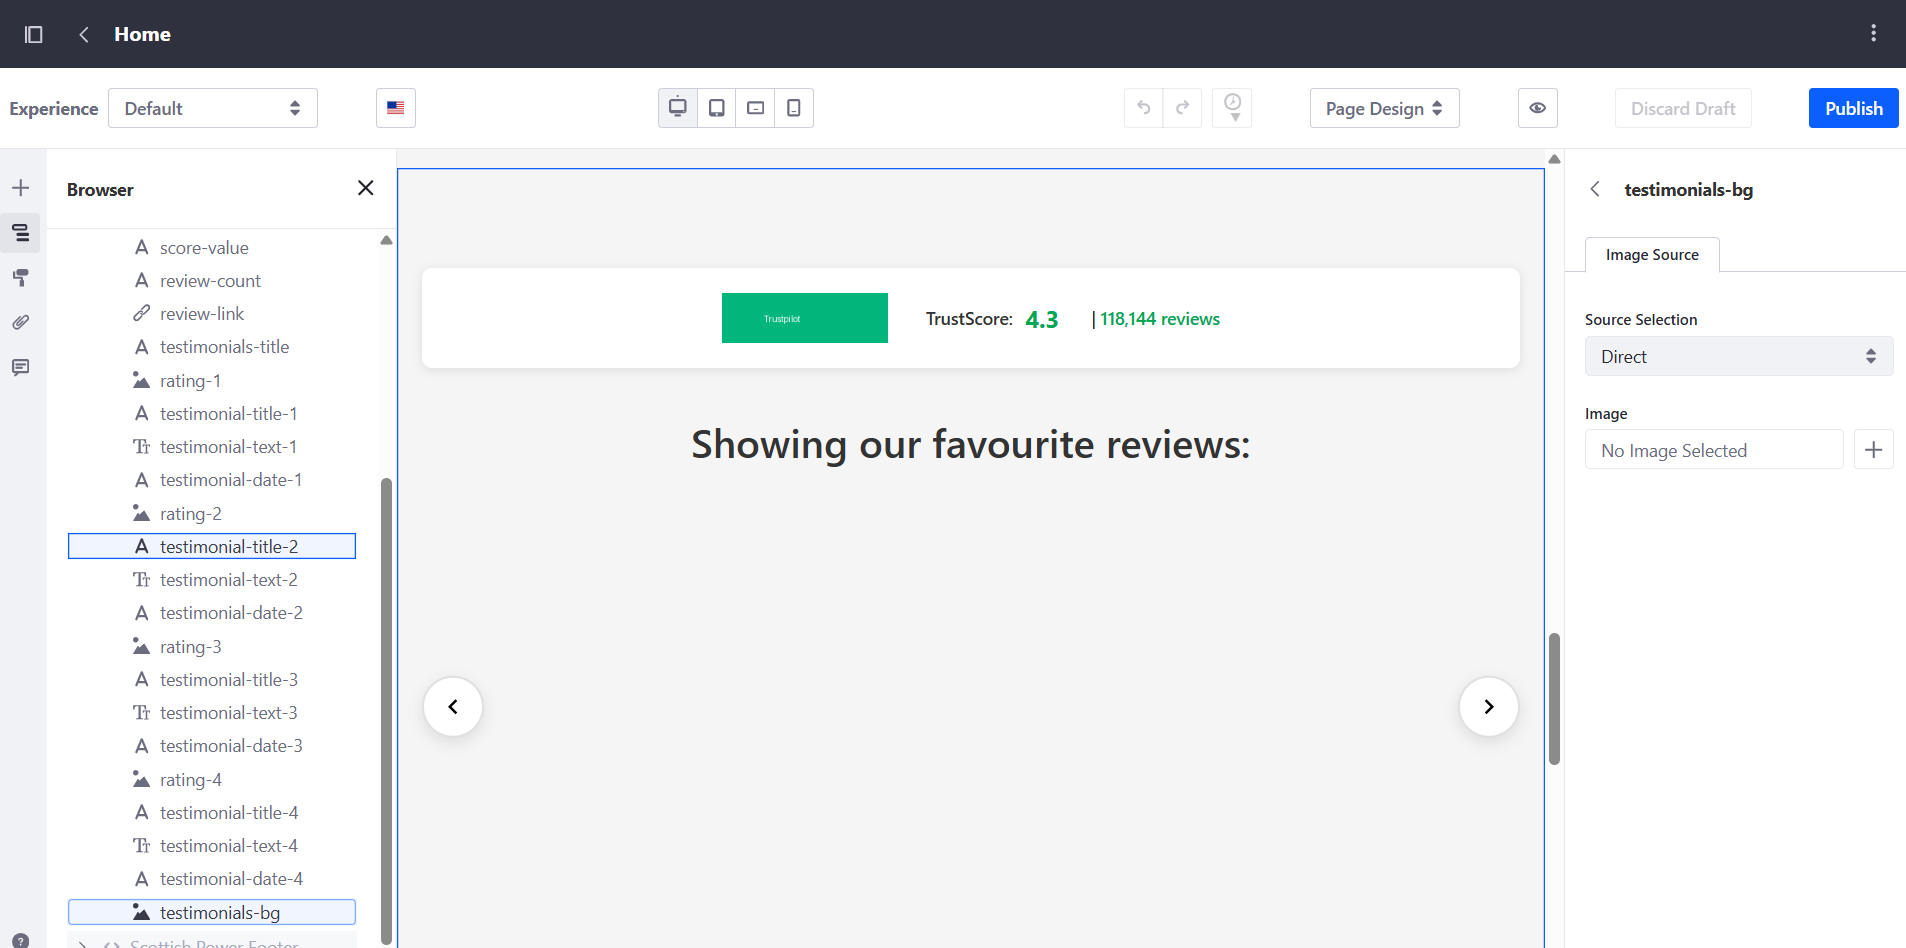 Home
Experience
Default
Page Design
Discard Draft
Publish
Browser
score-value
review-count
review-link
testimonials-title
rating-1
testimonial-title-1
testimonial-text-1
testimonial-date-1
rating-2
testimonial-title-2
testimonial-text-2
testimonial-date-2
rating-3
testimonial-title-3
testimonial-text-3
testimonial-date-3
rating-4
testimonial-title-4
testimonial-text-4
testimonial-date-4
testimonials-bg
Scottish Power Footer
Trustpilot
TrustScore: 4.3 | 118,144 reviews
Showing our favourite reviews:
testimonials-bg
Image Source
Source Selection
Direct
Image
No Image Selected